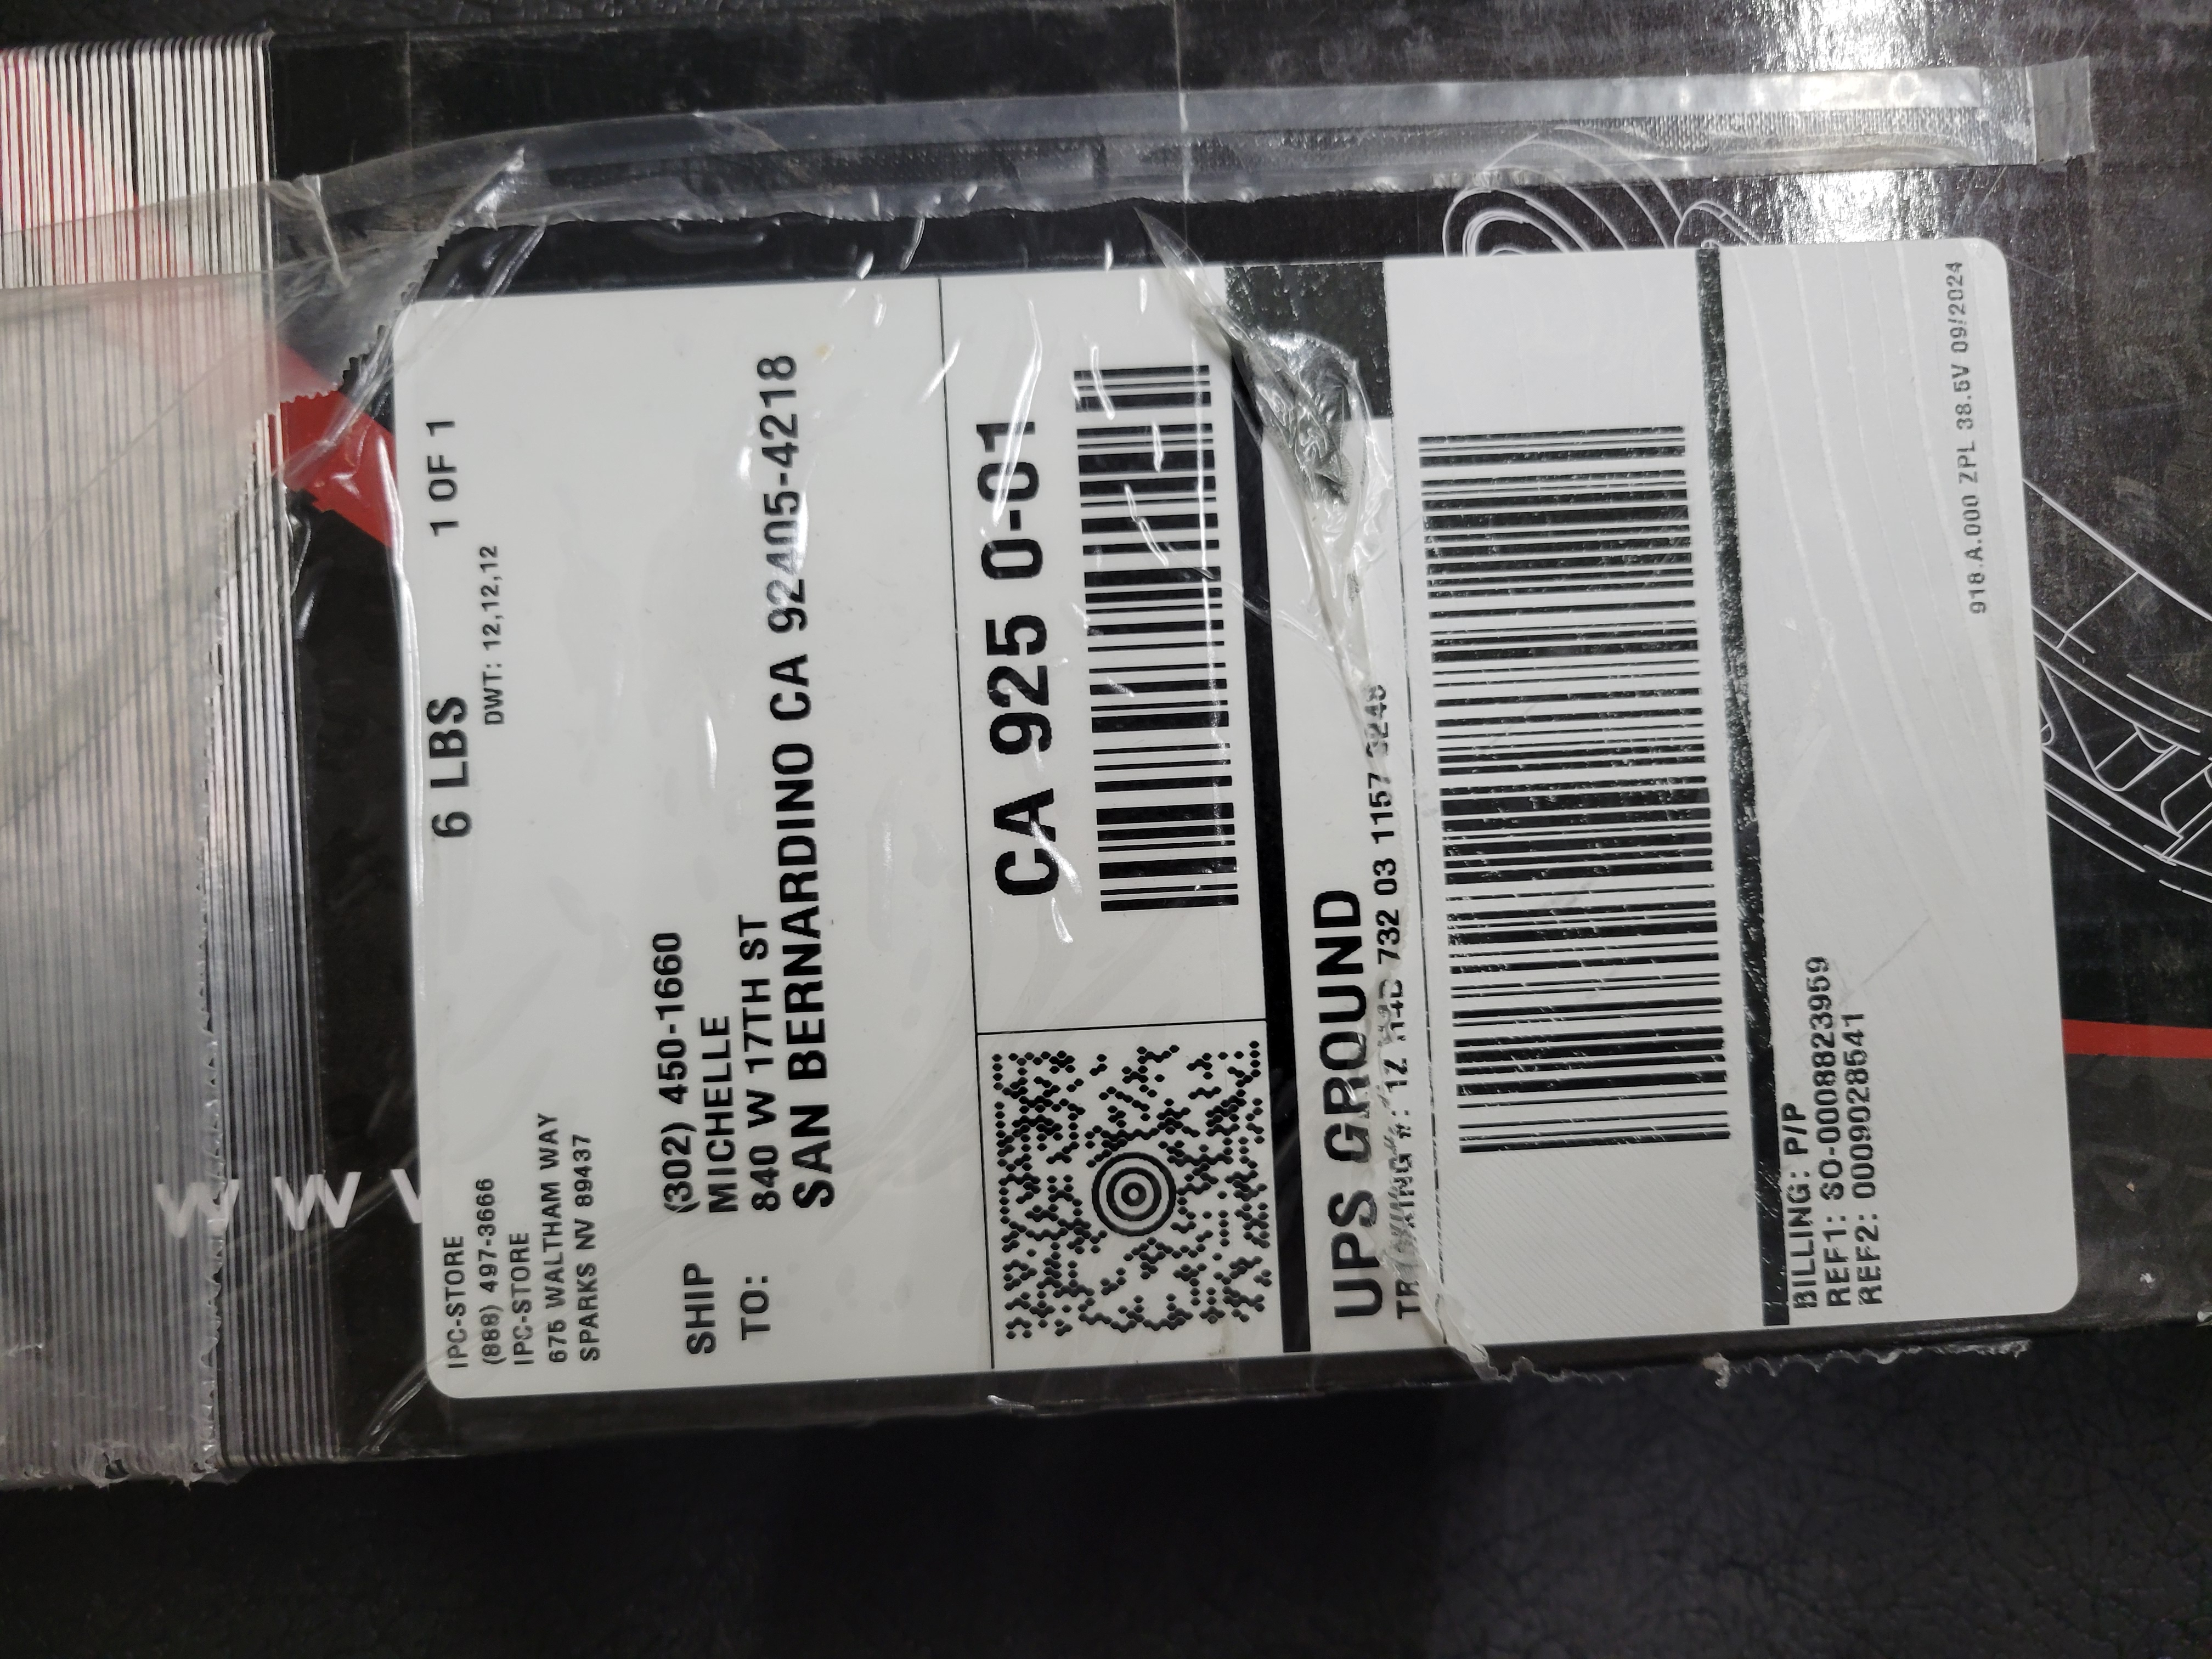 IPC-STORE
(888) 497-3666
IPC-STORE
675 WALTHAM WAY
SPARKS NV 89437
6 LBS
1 OF 1
DWT: 12,12,12
SHIP
TO:
(302) 450-1660
MICHELLE
840 W 17TH ST
SAN BERNARDINO CA 92405-4218
CA 925 0-01
UPS GROUND
TRACKING #: 1Z 732 03 1157
BILLING: P/P
REF1: SO-0008823959
REF2: 0009028541
918.A.000 ZPL 38.5V 09/2024
W W